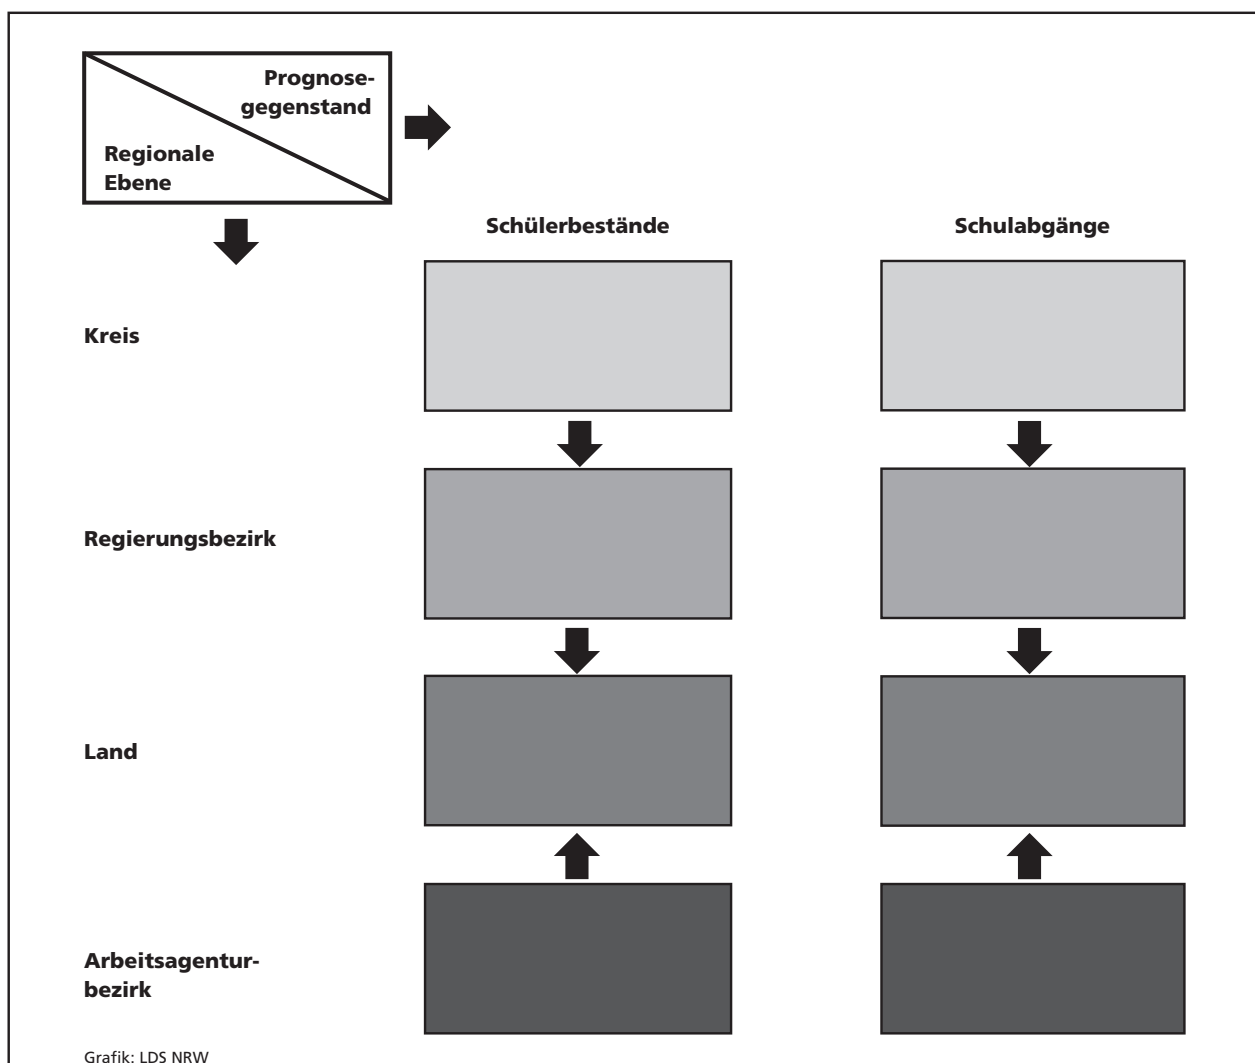 Prognose-
gegenstand
Regionale
Ebene
Schülerbestände
Schulabgänge
Kreis
Regierungsbezirk
Land
Arbeitsagentur-
bezirk
Grafik: LDS NRW